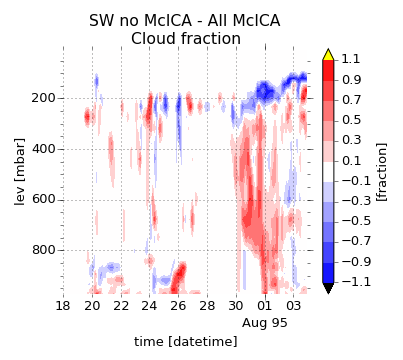 SW no McICA - All McICA
Cloud fraction
lev [mbar]
200
400
600
800
18 20 22 24 26 28 30 01 03
Aug 95
time [datetime]
1.1
0.9
0.7
0.5
0.3
0.1
−0.1
−0.3
−0.5
−0.7
−0.9
−1.1
[fraction]